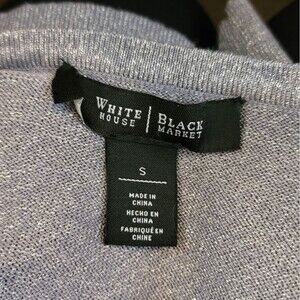 WHITE HOUSE | BLACK MARKET
S
MADE IN
CHINA
HECHO EN
CHINA
FABRIQUÉ EN
CHINE